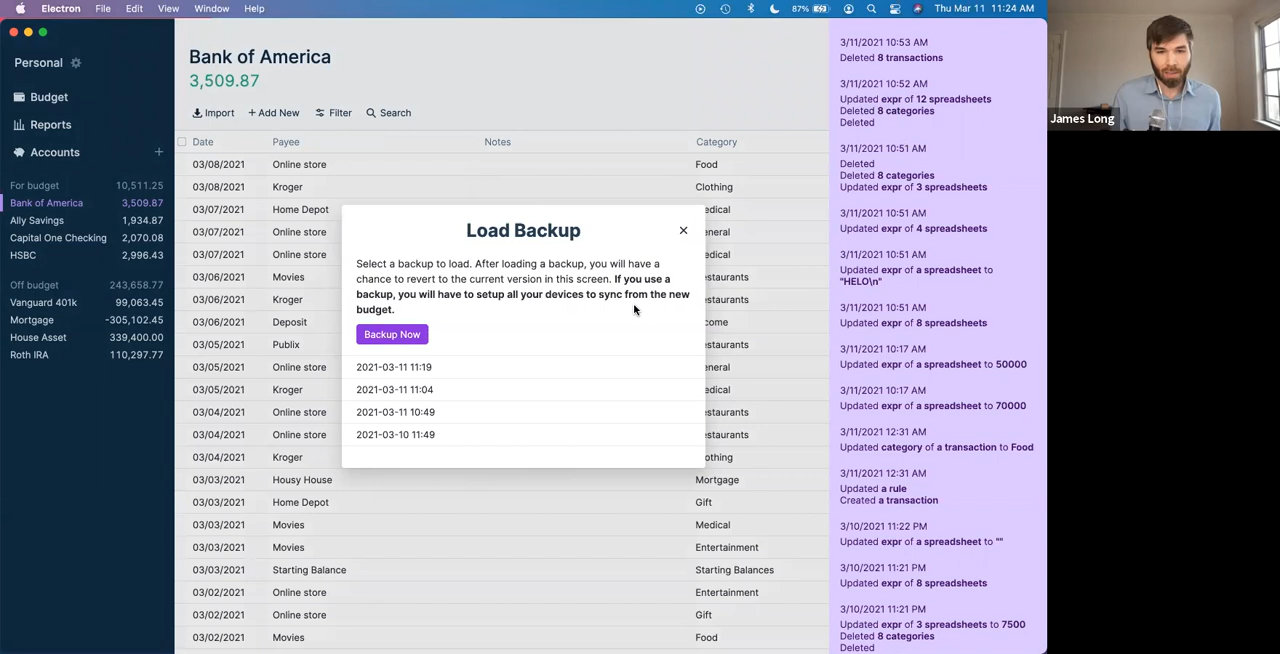 Electron File Edit View Window Help 87% Thu Mar 11 11:24 AM
Personal
Budget
Reports
Accounts +
For budget 10,511.25
Bank of America 3,509.87
Ally Savings 1,934.87
Capital One Checking 2,070.08
HSBC 2,996.43
Off budget 243,658.77
Vanguard 401k 99,063.45
Mortgage -305,102.45
House Asset 339,400.00
Roth IRA 110,297.77
Bank of America
3,509.87
Import + Add New Filter Search
Date Payee Notes Category
03/08/2021 Online store Food
03/08/2021 Kroger Clothing
03/07/2021 Home Depot edical
03/07/2021 Online store eneral
03/07/2021 Online store edical
03/06/2021 Movies estaurants
03/06/2021 Kroger estaurants
03/06/2021 Deposit come
03/05/2021 Publix estaurants
03/05/2021 Online store eneral
03/05/2021 Kroger edical
03/04/2021 Online store estaurants
03/04/2021 Online store estaurants
03/04/2021 Kroger othing
03/03/2021 Housy House Mortgage
03/03/2021 Home Depot Gift
03/03/2021 Movies Medical
03/03/2021 Movies Entertainment
03/03/2021 Starting Balance Starting Balances
03/02/2021 Online store Entertainment
03/02/2021 Online store Gift
03/02/2021 Movies Food
Load Backup
Select a backup to load. After loading a backup, you will have a
chance to revert to the current version in this screen. If you use a
backup, you will have to setup all your devices to sync from the new
budget.
Backup Now
2021-03-11 11:19
2021-03-11 11:04
2021-03-11 10:49
2021-03-10 11:49
3/11/2021 10:53 AM
Deleted 8 transactions
3/11/2021 10:52 AM
Updated expr of 12 spreadsheets
Deleted 8 categories
Deleted
3/11/2021 10:51 AM
Deleted
Deleted 8 categories
Updated expr of 3 spreadsheets
3/11/2021 10:51 AM
Updated expr of 4 spreadsheets
3/11/2021 10:51 AM
Updated expr of a spreadsheet to
"HELO\n"
3/11/2021 10:51 AM
Updated expr of 8 spreadsheets
3/11/2021 10:17 AM
Updated expr of a spreadsheet to 50000
3/11/2021 10:17 AM
Updated expr of a spreadsheet to 70000
3/11/2021 12:31 AM
Updated category of a transaction to Food
3/11/2021 12:31 AM
Updated a rule
Created a transaction
3/10/2021 11:22 PM
Updated expr of a spreadsheet to ""
3/10/2021 11:21 PM
Updated expr of 8 spreadsheets
3/10/2021 11:21 PM
Updated expr of 3 spreadsheets to 7500
Deleted 8 categories
Deleted
James Long